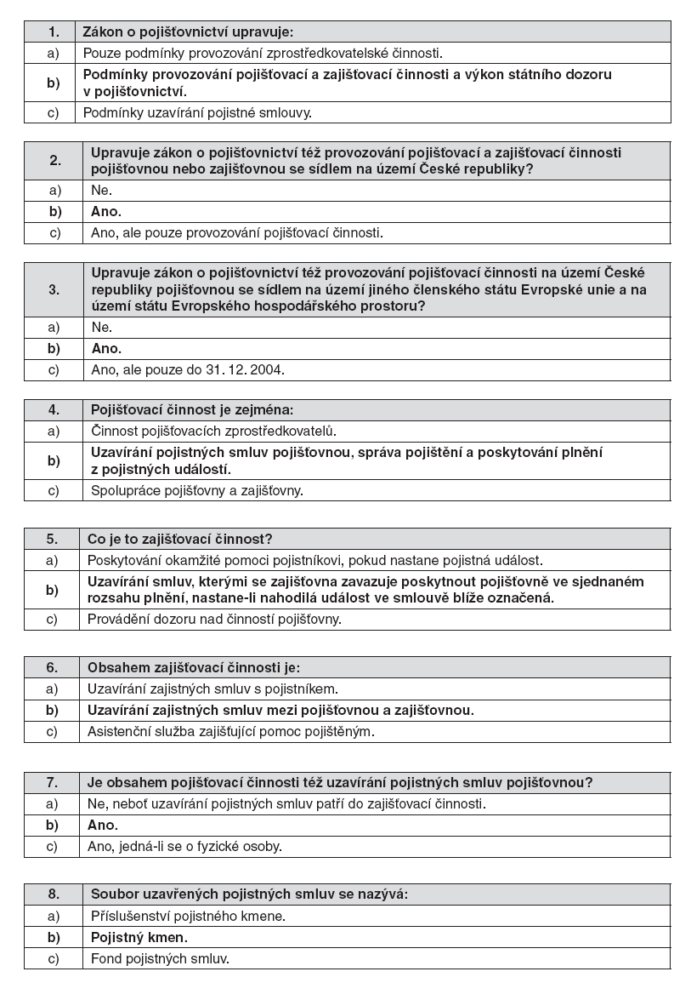 1. Zákon o pojišťovnictví upravuje:
a) Pouze podmínky provozování zprostředkovatelské činnosti.
b) Podmínky provozování pojišťovací a zajišťovací činnosti a výkon státního dozoru
v pojišťovnictví.
c) Podmínky uzavírání pojistné smlouvy.
2. Upravuje zákon o pojišťovnictví též provozování pojišťovací a zajišťovací činnosti
pojišťovnou nebo zajišťovnou se sídlem na území České republiky?
a) Ne.
b) Ano.
c) Ano, ale pouze provozování pojišťovací činnosti.
3. Upravuje zákon o pojišťovnictví též provozování pojišťovací činnosti na území České
republiky pojišťovnou se sídlem na území jiného členského státu Evropské unie a na
území státu Evropského hospodářského prostoru?
a) Ne.
b) Ano.
c) Ano, ale pouze do 31. 12. 2004.
4. Pojišťovací činnost je zejména:
a) Činnost pojišťovacích zprostředkovatelů.
b) Uzavírání pojistných smluv pojišťovnou, správa pojištění a poskytování plnění
z pojistných událostí.
c) Spolupráce pojišťovny a zajišťovny.
5. Co je to zajišťovací činnost?
a) Poskytování okamžité pomoci pojistníkovi, pokud nastane pojistná událost.
b) Uzavírání smluv, kterými se zajišťovna zavazuje poskytnout pojišťovně ve sjednaném
rozsahu plnění, nastane-li nahodilá událost ve smlouvě blíže označená.
c) Provádění dozoru nad činností pojišťovny.
6. Obsahem zajišťovací činnosti je:
a) Uzavírání zajistných smluv s pojistníkem.
b) Uzavírání zajistných smluv mezi pojišťovnou a zajišťovnou.
c) Asistenční služba zajišťující pomoc pojištěným.
7. Je obsahem pojišťovací činnosti též uzavírání pojistných smluv pojišťovnou?
a) Ne, neboť uzavírání pojistných smluv patří do zajišťovací činnosti.
b) Ano.
c) Ano, jedná-li se o fyzické osoby.
8. Soubor uzavřených pojistných smluv se nazývá:
a) Příslušenství pojistného kmene.
b) Pojistný kmen.
c) Fond pojistných smluv.